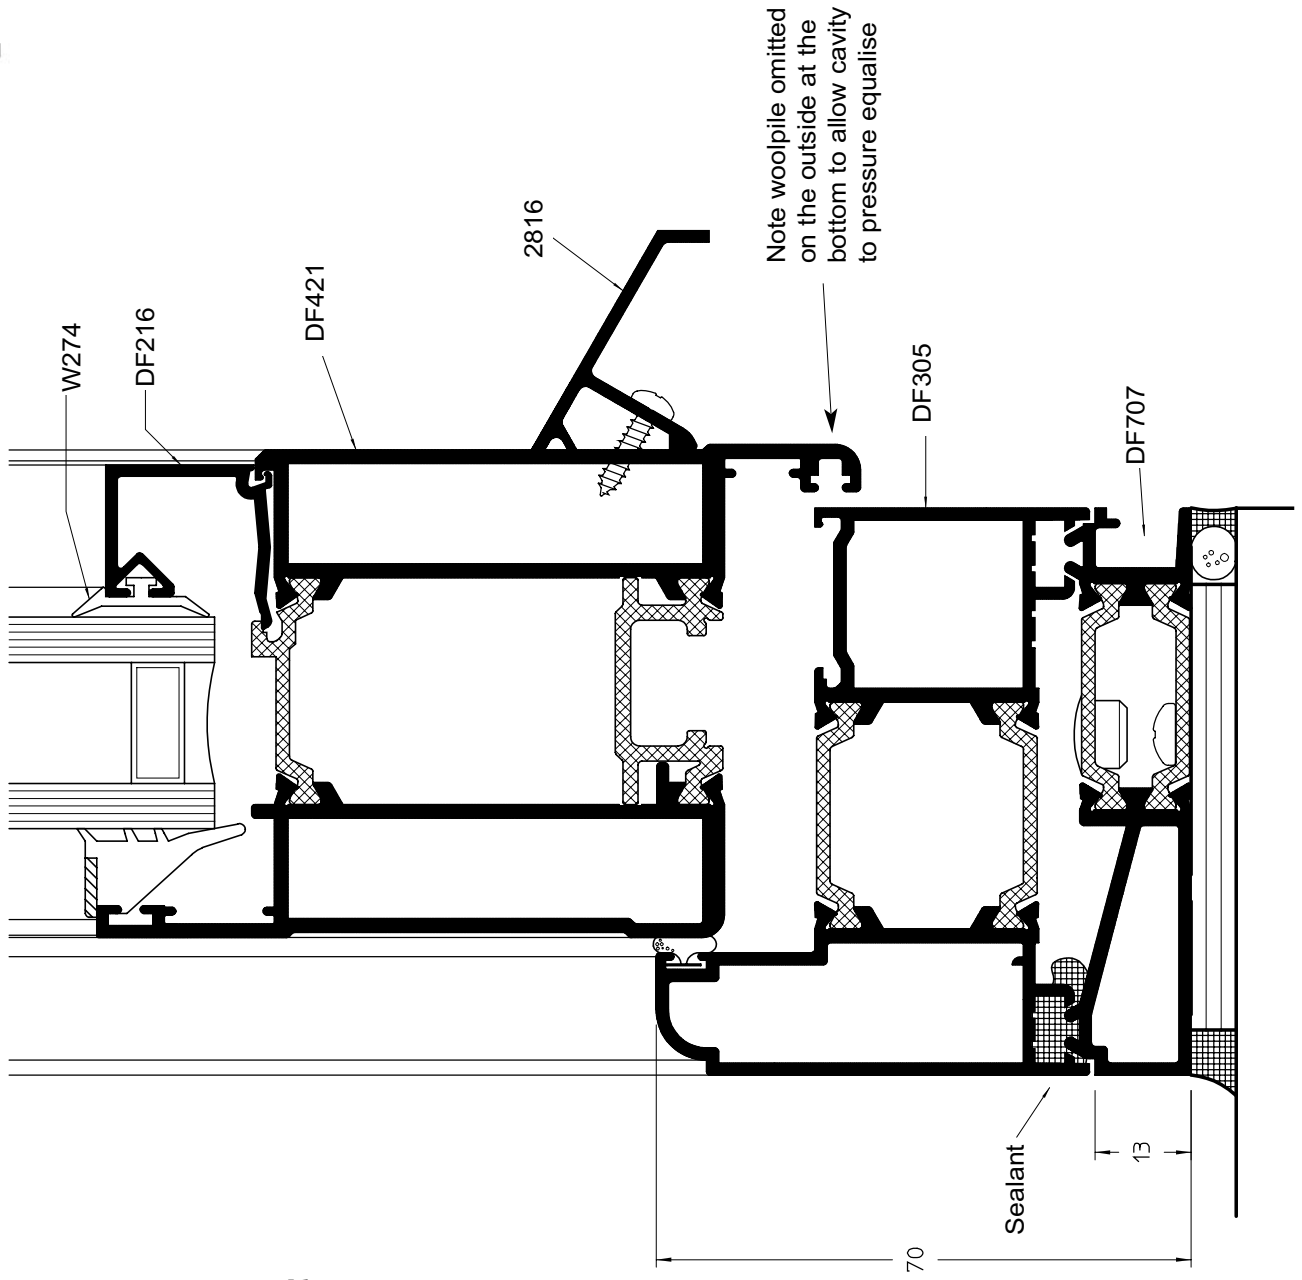 W274
DF216
DF421
2816
Note woolpile omitted
on the outside at the
bottom to allow cavity
to pressure equalise
DF305
DF707
Sealant
13
70